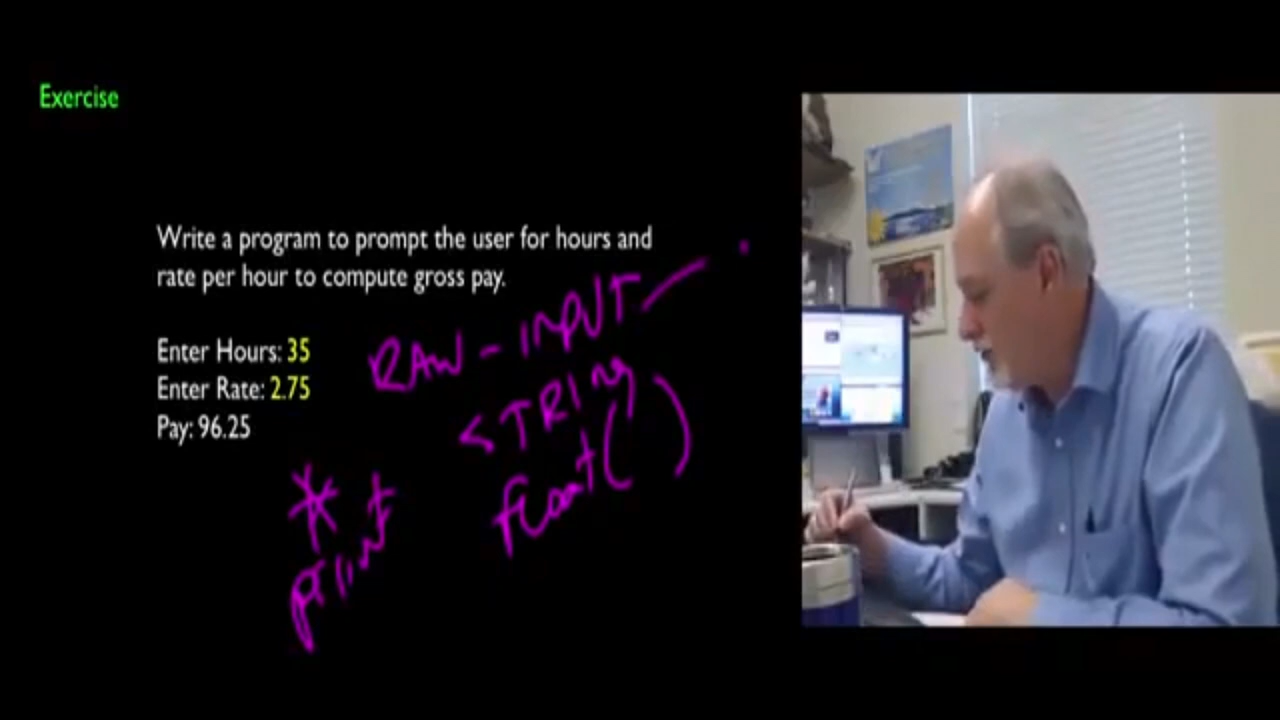 Exercise
Write a program to prompt the user for hours and
rate per hour to compute gross pay.
Enter Hours: 35
Enter Rate: 2.75
Pay: 96.25
RAW - INPUT
STRINg
float( )
*
print